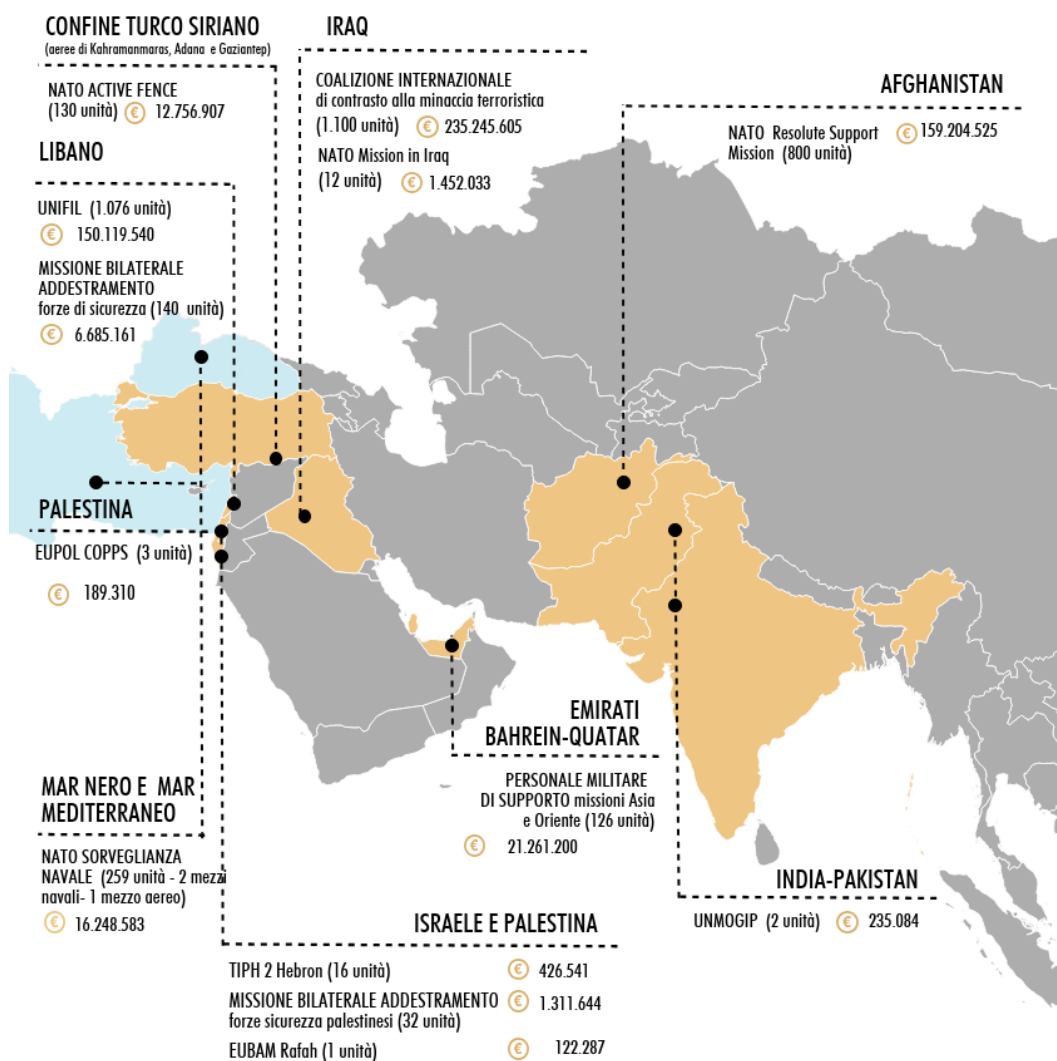 CONFINE TURCO SIRIANO
(aeree di Kahramanmaras, Adana e Gaziantep)
NATO ACTIVE FENCE
(130 unità) € 12.756.907
LIBANO
UNIFIL (1.076 unità)
€ 150.119.540
MISSIONE BILATERALE
ADDESTRAMENTO
forze di sicurezza (140 unità)
€ 6.685.161
IRAQ
COALIZIONE INTERNAZIONALE
di contrasto alla minaccia terroristica
(1.100 unità) € 235.245.605
NATO Mission in Iraq
(12 unità) € 1.452.033
AFGHANISTAN
NATO Resolute Support € 159.204.525
Mission (800 unità)
PALESTINA
EUPOL COPPS (3 unità)
€ 189.310
MAR NERO E MAR
MEDITERRANEO
NATO SORVEGLIANZA
NAVALE (259 unità - 2 mezzi
navali- 1 mezzo aereo)
€ 16.248.583
EMIRATI
BAHREIN-QUATAR
PERSONALE MILITARE
DI SUPPORTO missioni Asia
e Oriente (126 unità)
€ 21.261.200
INDIA-PAKISTAN
UNMOGIP (2 unità) € 235.084
ISRAELE E PALESTINA
TIPH 2 Hebron (16 unità) € 426.541
MISSIONE BILATERALE ADDESTRAMENTO € 1.311.644
forze sicurezza palestinesi (32 unità)
EUBAM Rafah (1 unità) € 122.287